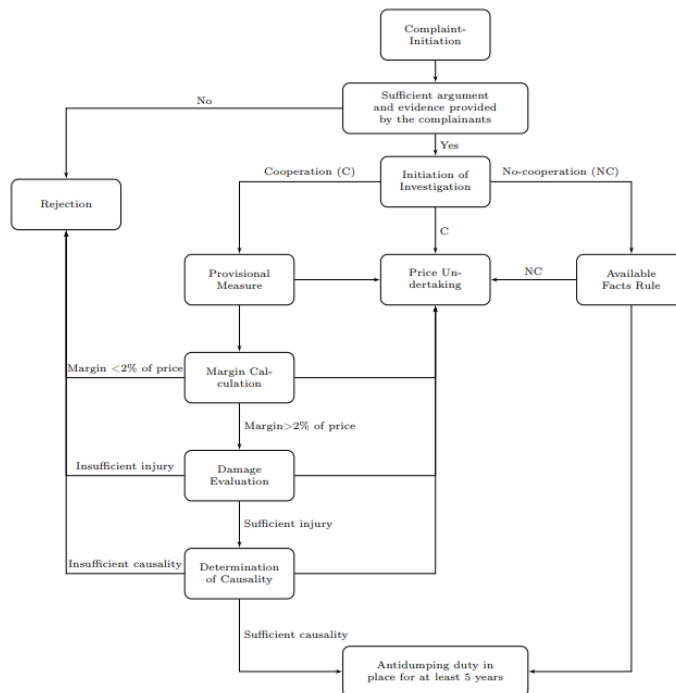 Complaint-
Initiation
Sufficient argument
and evidence provided
by the complainants
No
Yes
Initiation of
Investigation
Cooperation (C)
No-cooperation (NC)
Rejection
C
Provisional
Measure
Price Un-
dertaking
NC
Available
Facts Rule
Margin <2% of price
Margin Cal-
culation
Margin>2% of price
Insufficient injury
Damage
Evaluation
Sufficient injury
Insufficient causality
Determination
of Causality
Sufficient causality
Antidumping duty in
place for at least 5 years